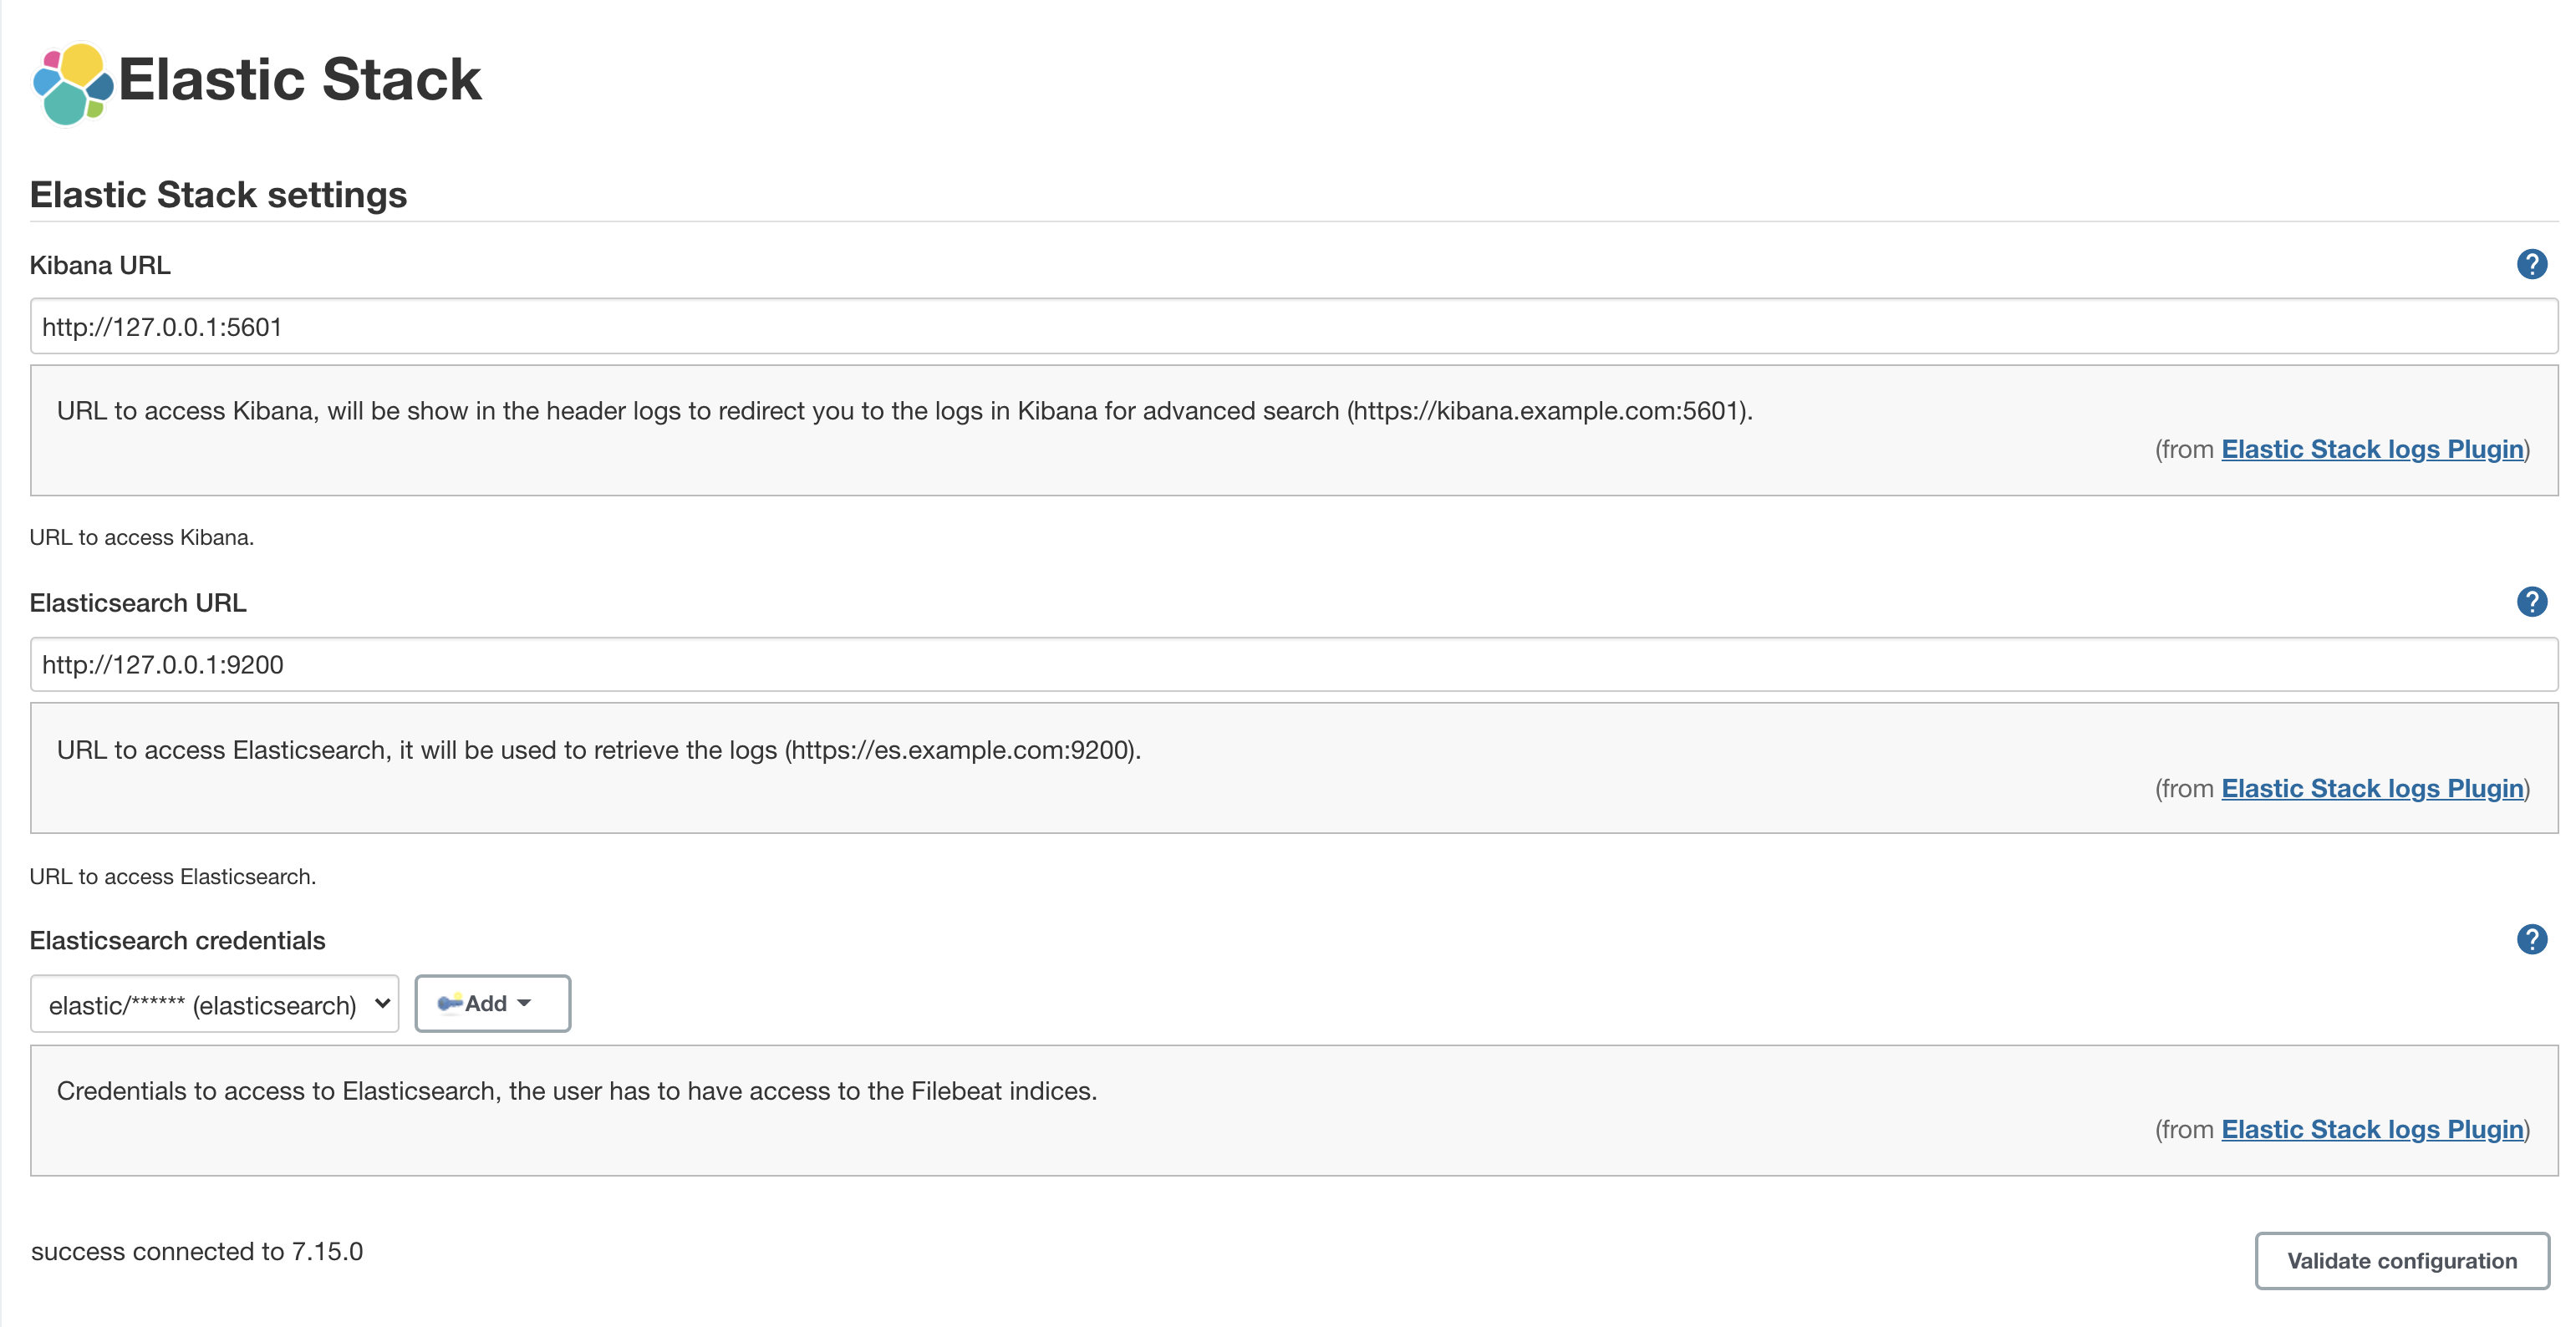 Elastic Stack
Elastic Stack settings
Kibana URL
?
http://127.0.0.1:5601
URL to access Kibana, will be show in the header logs to redirect you to the logs in Kibana for advanced search (https://kibana.example.com:5601).
(from Elastic Stack logs Plugin)
URL to access Kibana.
Elasticsearch URL
?
http://127.0.0.1:9200
URL to access Elasticsearch, it will be used to retrieve the logs (https://es.example.com:9200).
(from Elastic Stack logs Plugin)
URL to access Elasticsearch.
Elasticsearch credentials
?
elastic/****** (elasticsearch)
Add
Credentials to access to Elasticsearch, the user has to have access to the Filebeat indices.
(from Elastic Stack logs Plugin)
success connected to 7.15.0
Validate configuration